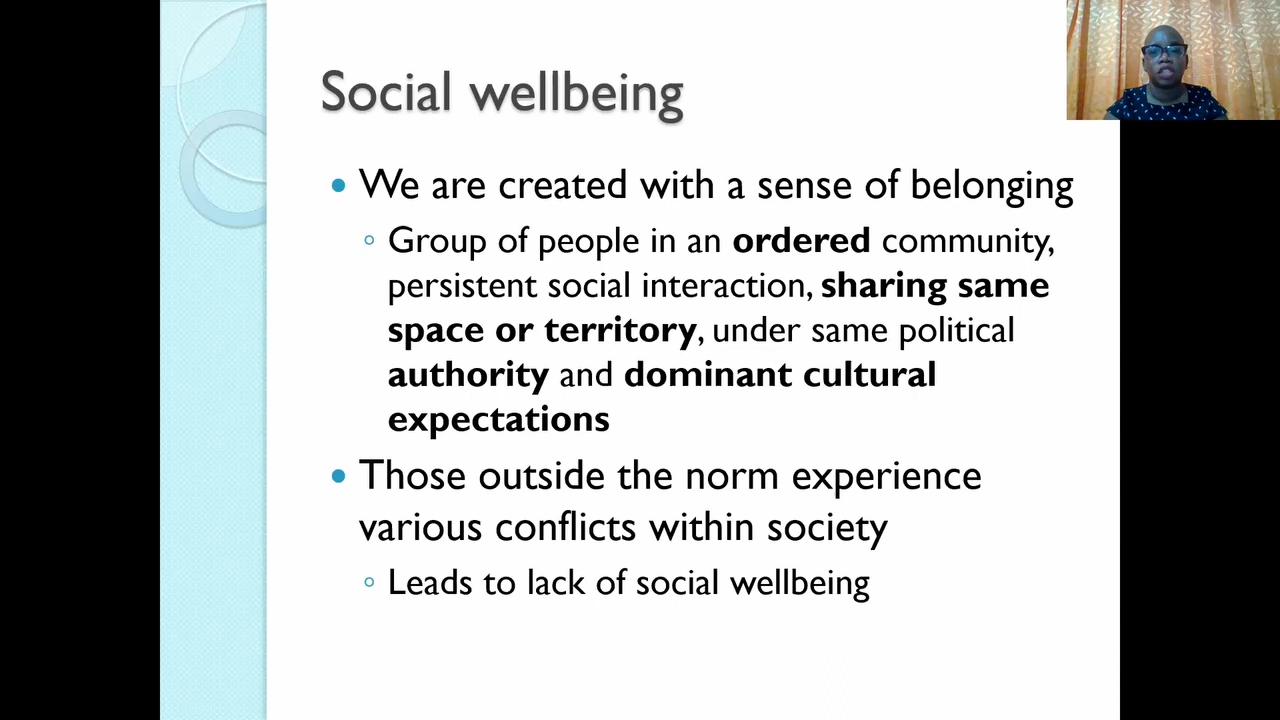 Social wellbeing
We are created with a sense of belonging
Group of people in an ordered community,
persistent social interaction, sharing same
space or territory, under same political
authority and dominant cultural
expectations
Those outside the norm experience
various conflicts within society
Leads to lack of social wellbeing